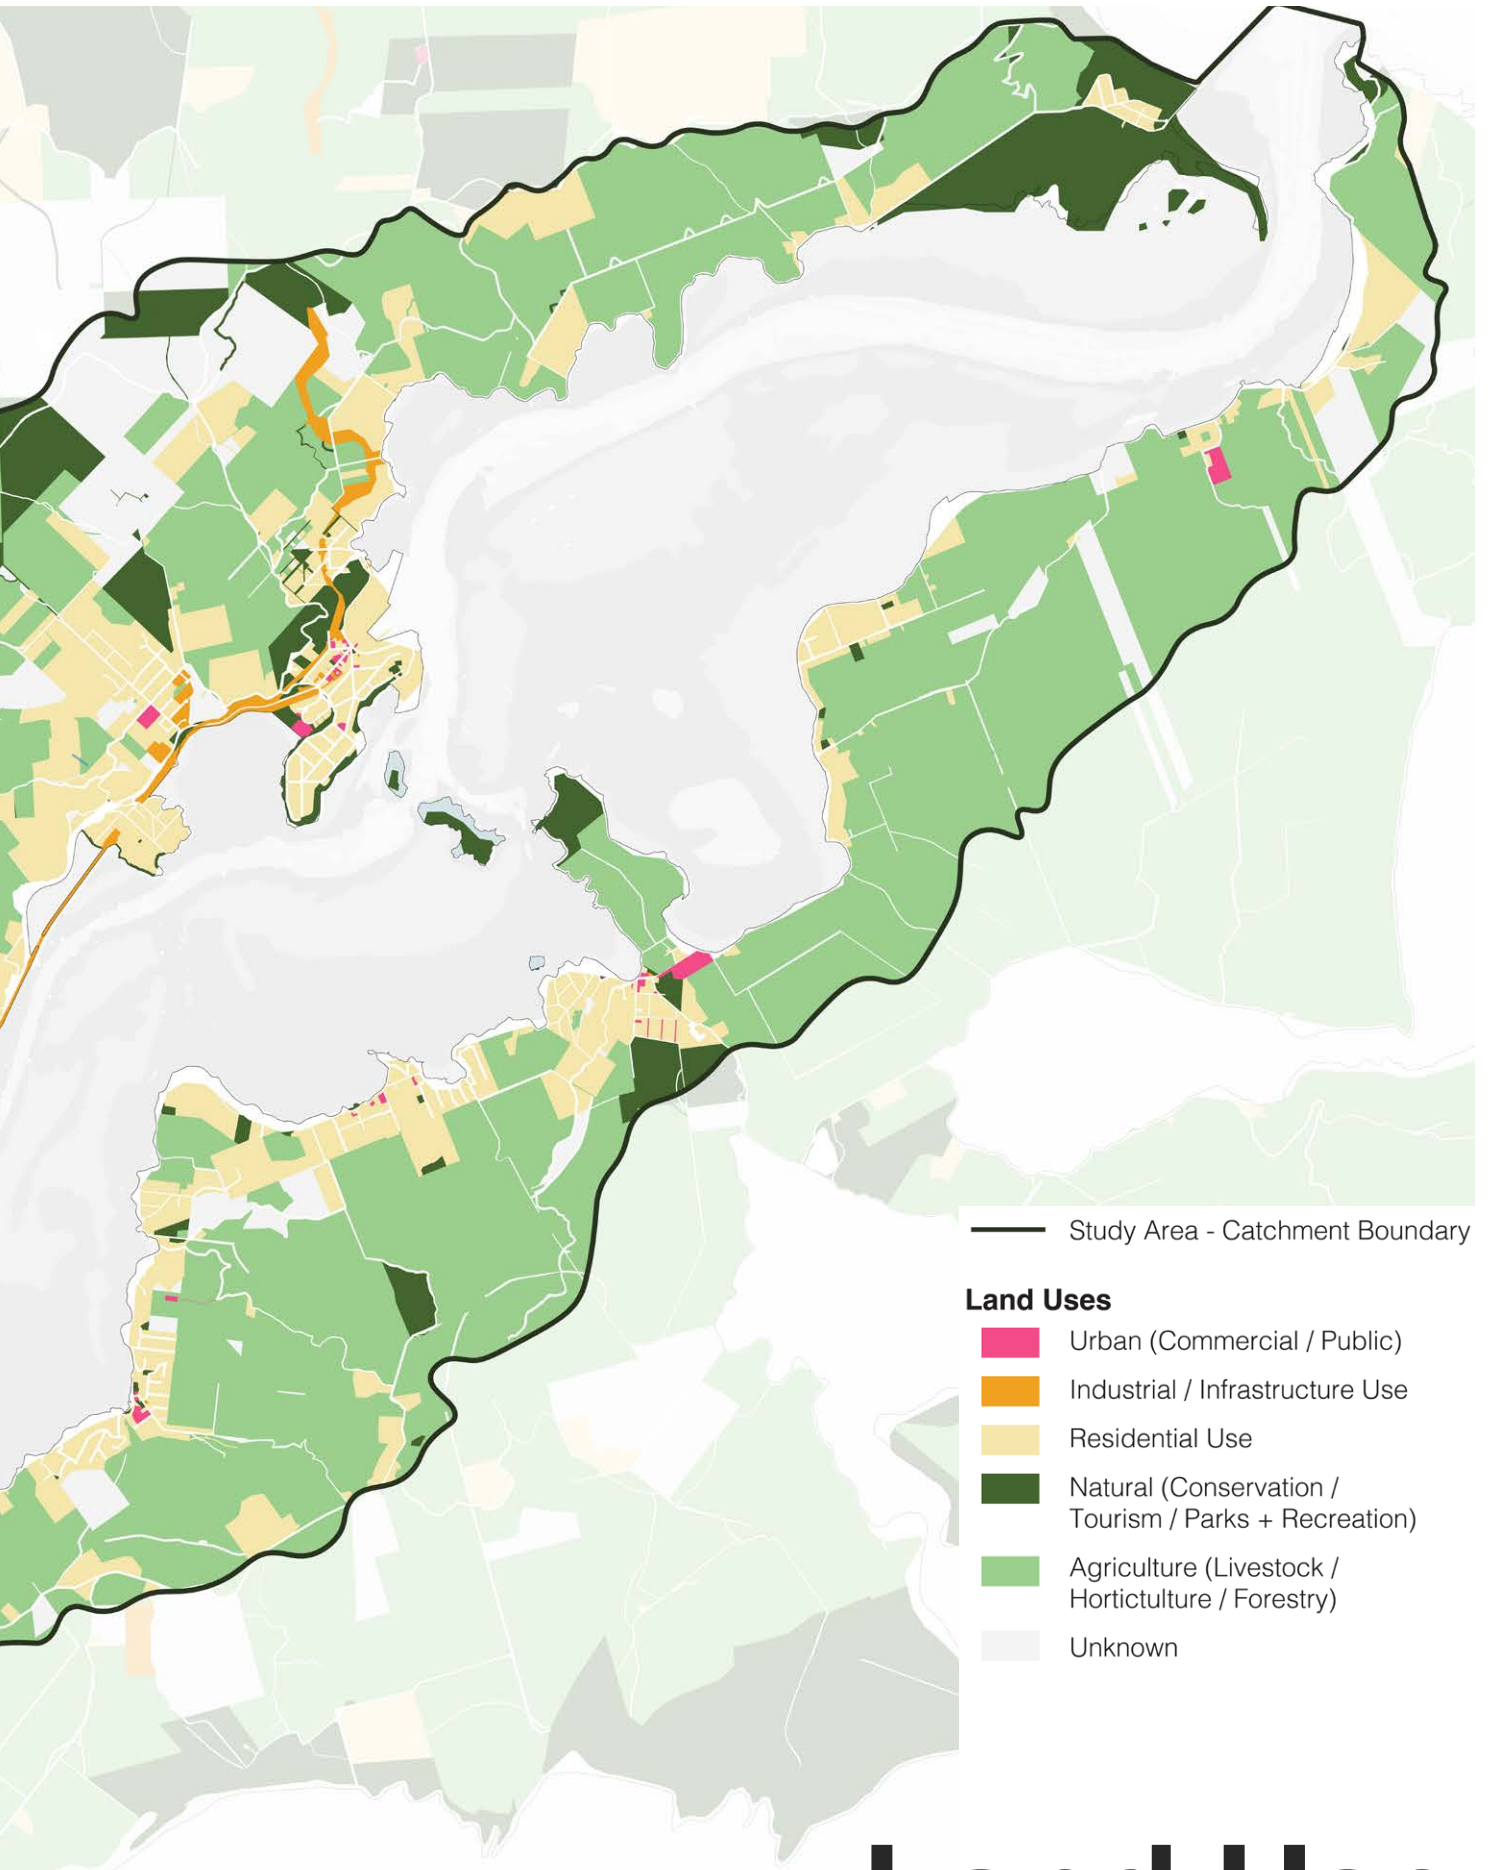 Study Area - Catchment Boundary
Land Uses
Urban (Commercial / Public)
Industrial / Infrastructure Use
Residential Use
Natural (Conservation /
Tourism / Parks + Recreation)
Agriculture (Livestock /
Hortictulture / Forestry)
Unknown